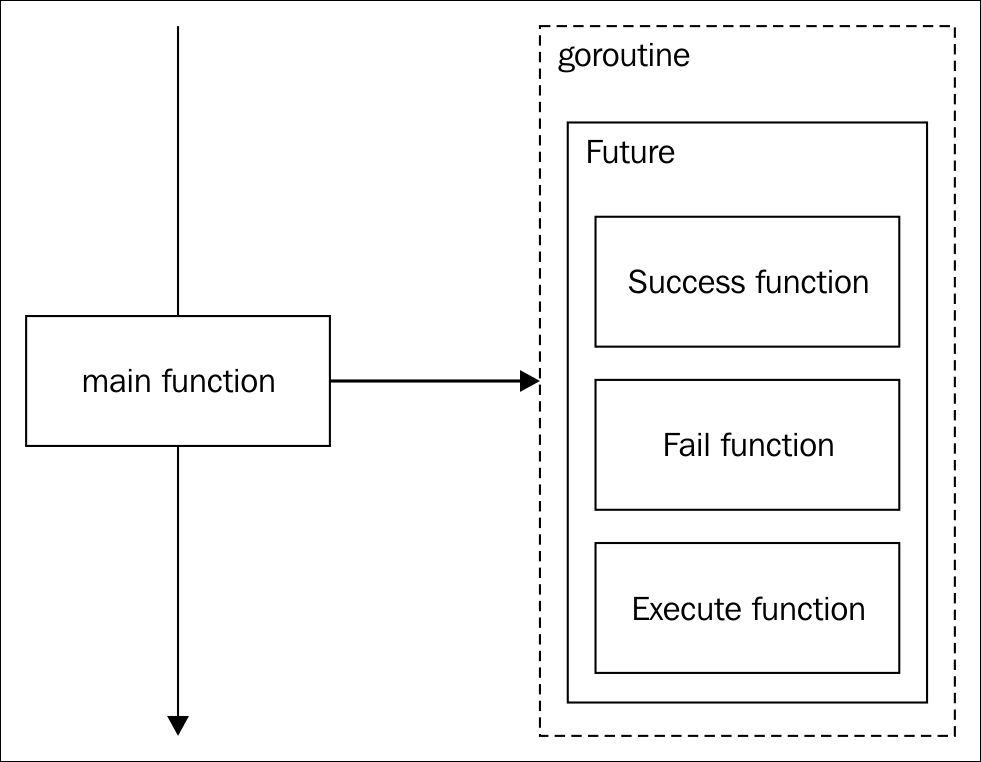 goroutine
Future
Success function
main function
Fail function
Execute function